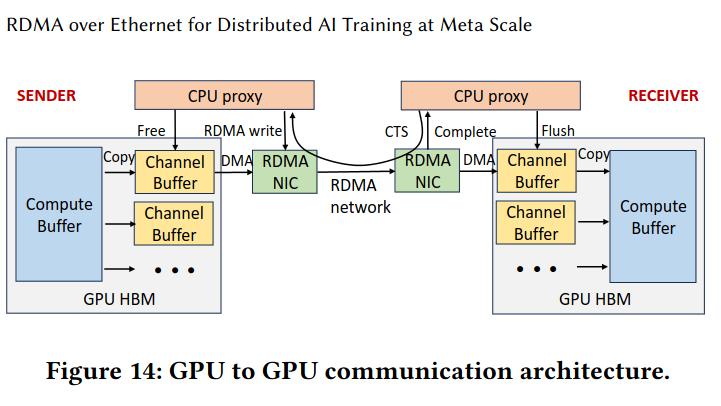 RDMA over Ethernet for Distributed AI Training at Meta Scale
SENDER
CPU proxy
CPU proxy
RECEIVER
Free
RDMA write
CTS
Complete
Flush
Copy
Channel
Buffer
DMA
RDMA
NIC
RDMA
network
RDMA
NIC
DMA
Channel
Buffer
Copy
Compute
Buffer
Channel
Buffer
Channel
Buffer
Compute
Buffer
• • •
• • •
GPU HBM
GPU HBM
Figure 14: GPU to GPU communication architecture.